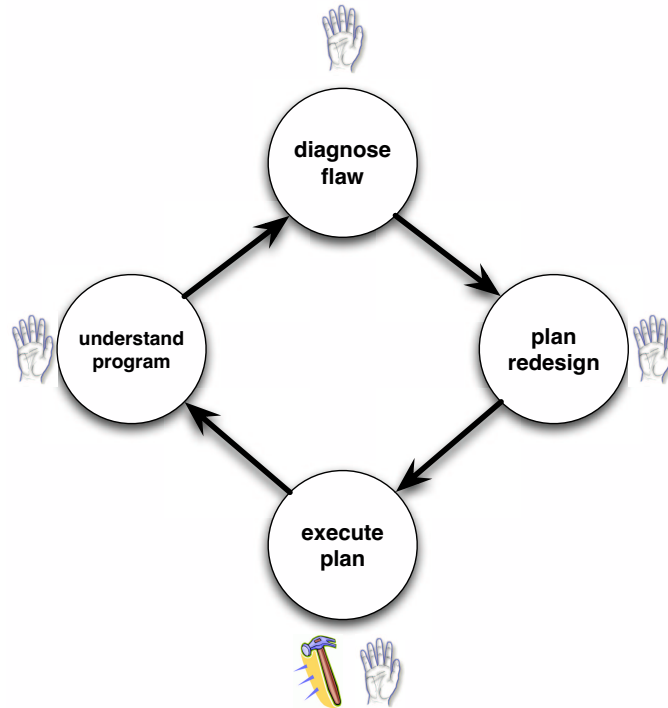 diagnose
flaw
understand
program
plan
redesign
execute
plan